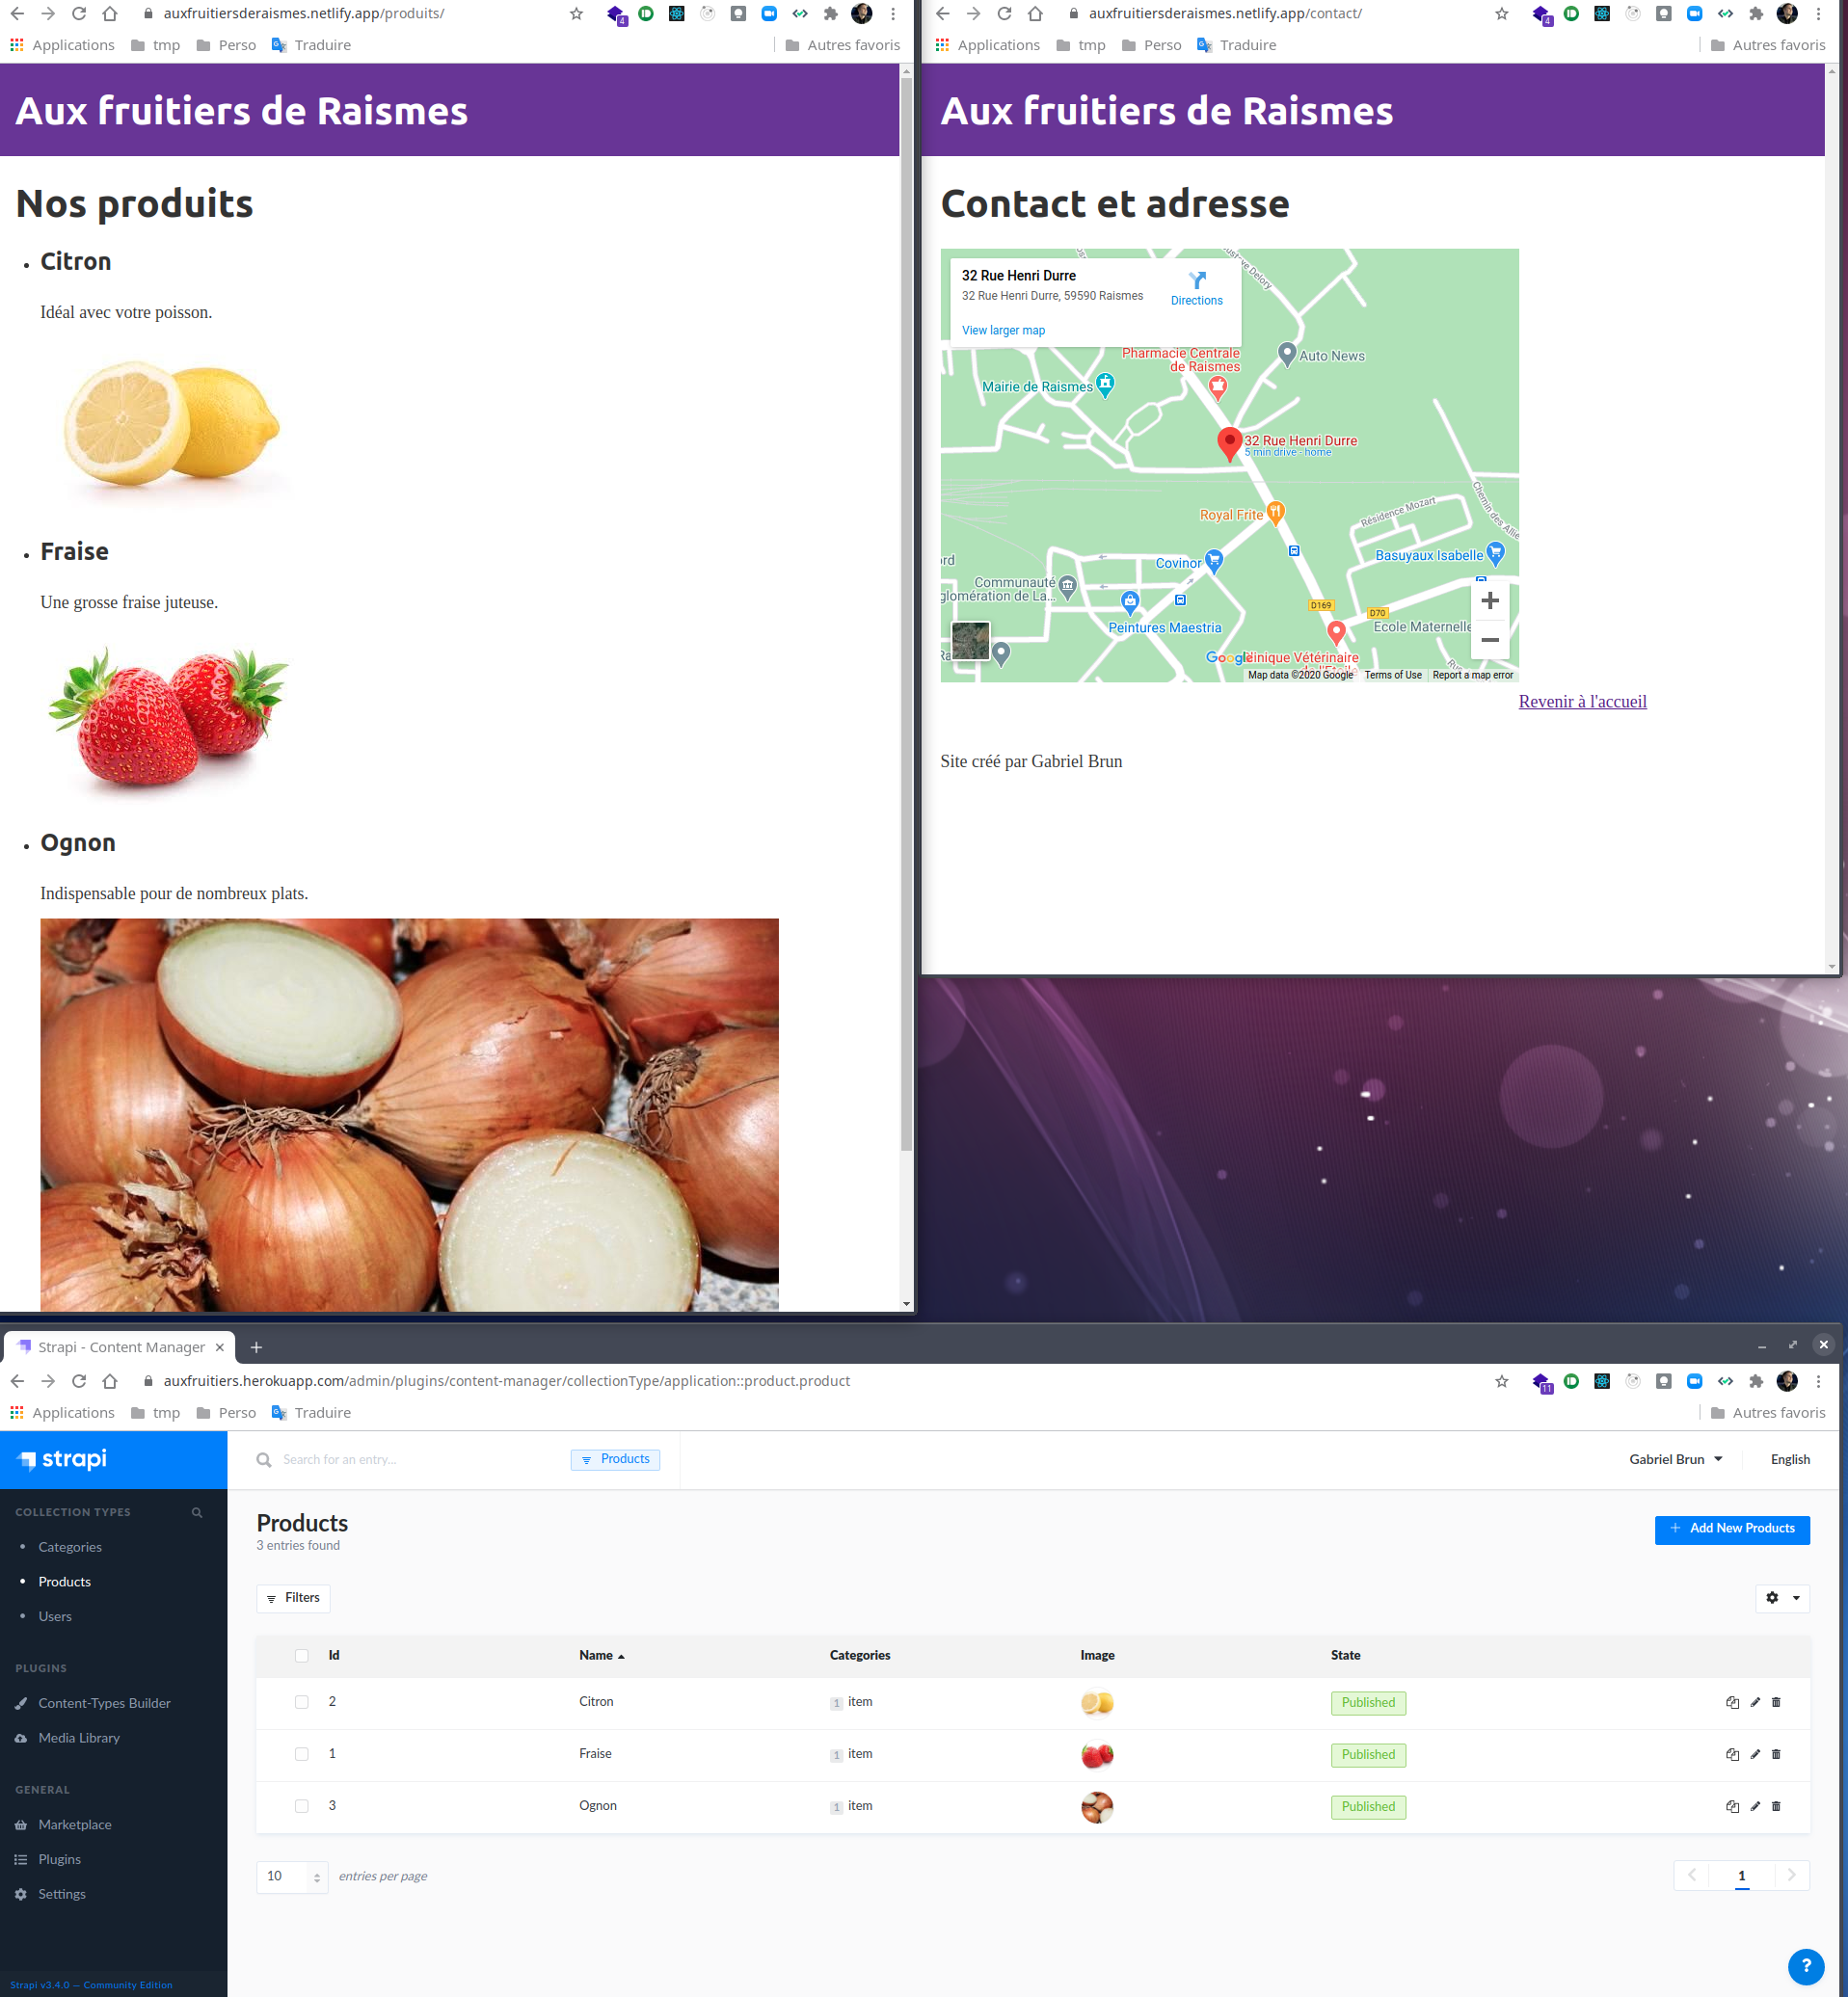 auxfruitiersderaismes.netlify.app/produits/
4
Applications tmp Perso Traduire Autres favoris
Aux fruitiers de Raismes
Nos produits
Citron
Idéal avec votre poisson.
Fraise
Une grosse fraise juteuse.
Ognon
Indispensable pour de nombreux plats.
auxfruitiersderaismes.netlify.app/contact/
4
Applications tmp Perso Traduire Autres favoris
Aux fruitiers de Raismes
Contact et adresse
32 Rue Henri Durre
32 Rue Henri Durre, 59590 Raismes
Directions
View larger map
Pharmacie Centrale
de Raismes
Auto News
Mairie de Raismes
32 Rue Henri Durre
5 min drive - home
Résidence Mozart
Royal Frite
Basuyaux Isabelle
Covinor
Communauté
D169
D70
Ecole Maternelle
Peintures Maestria
Google
Map data ©2020 Google Terms of Use Report a map error
Revenir à l'accueil
Site créé par Gabriel Brun
Strapi - Content Manager
auxfruitiers.herokuapp.com/admin/plugins/content-manager/collectionType/application::product.product
11
Applications tmp Perso Traduire Autres favoris
strapi
Search for an entry...
Products
Gabriel Brun
English
COLLECTION TYPES
Categories
Products
Users
PLUGINS
Content-Types Builder
Media Library
GENERAL
Marketplace
Plugins
Settings
Strapi v3.4.0 — Community Edition
Products
3 entries found
Add New Products
Filters
Id Name Categories Image State
2 Citron 1 item Published
1 Fraise 1 item Published
3 Ognon 1 item Published
10 entries per page
1
?